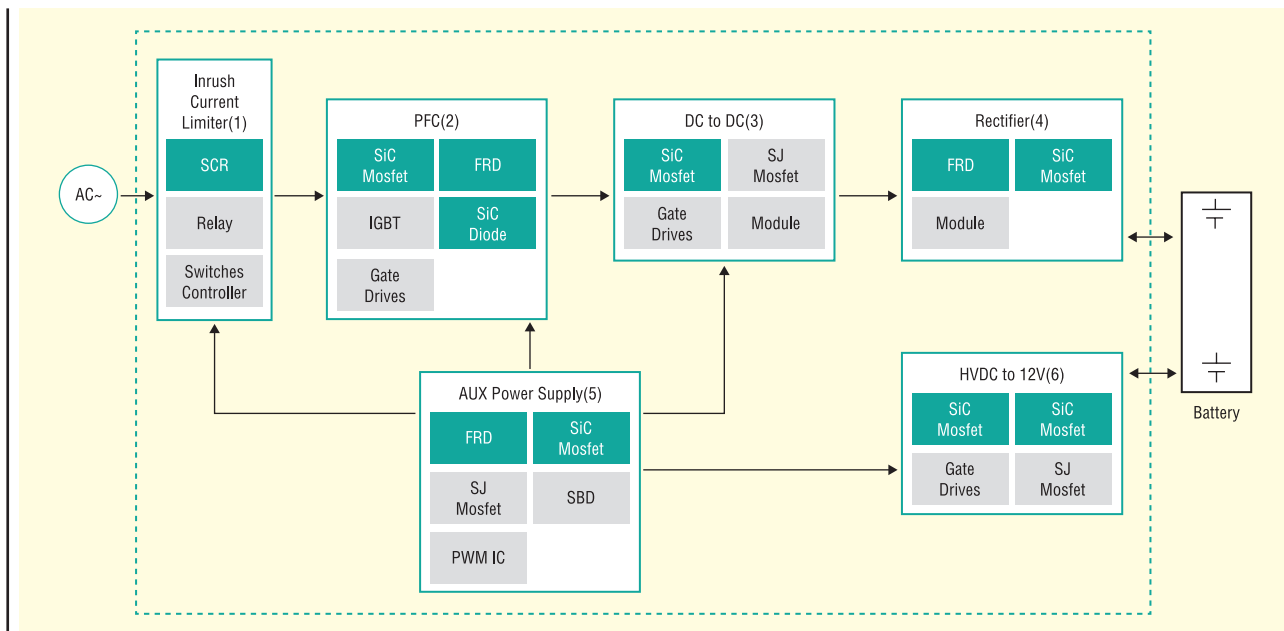 AC~
Inrush
Current
Limiter(1)
SCR
Relay
Switches
Controller
PFC(2)
SiC
Mosfet
FRD
IGBT
SiC
Diode
Gate
Drives
DC to DC(3)
SiC
Mosfet
SJ
Mosfet
Gate
Drives
Module
Rectifier(4)
FRD
SiC
Mosfet
Module
AUX Power Supply(5)
FRD
SiC
Mosfet
SJ
Mosfet
SBD
PWM IC
HVDC to 12V(6)
SiC
Mosfet
SiC
Mosfet
Gate
Drives
SJ
Mosfet
Battery